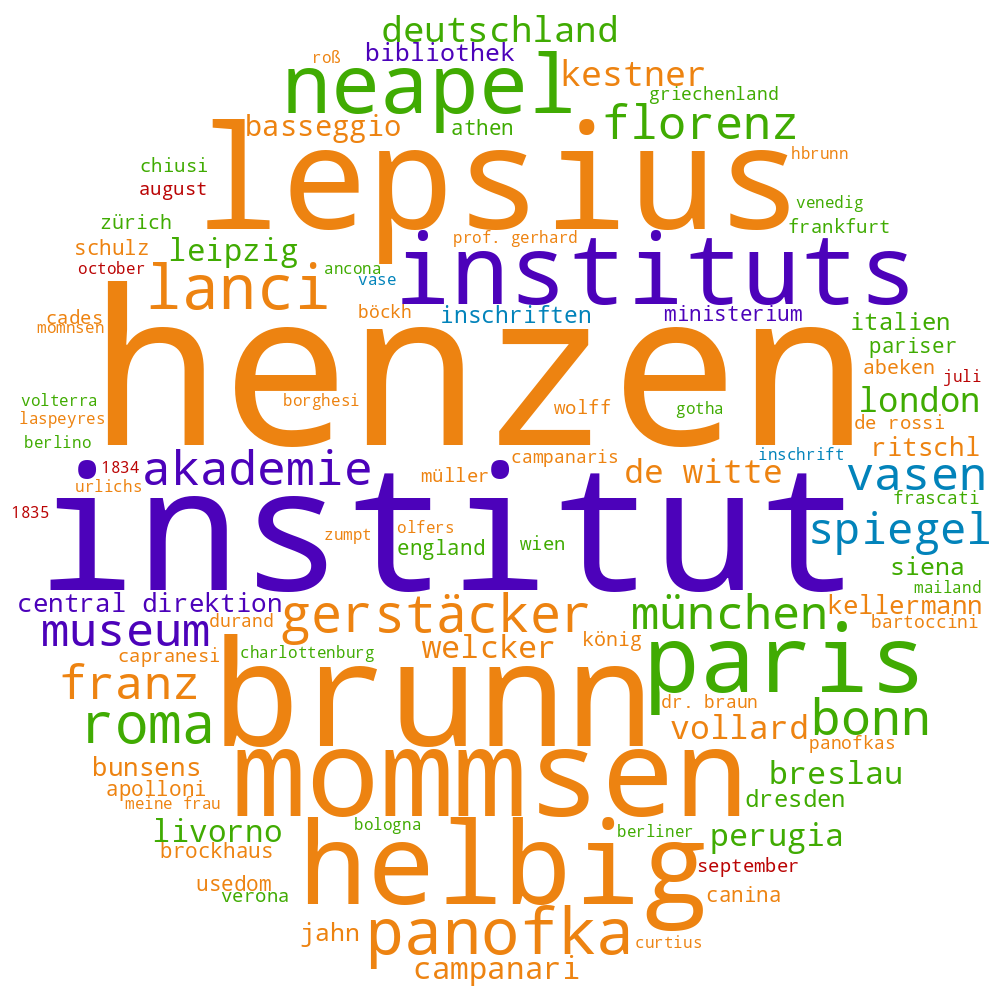 deutschland
roß
bibliothek
neapel
kestner
griechenland
basseggio
athen
florenz
lepsius
hbrunn
chiusi
august
venedig
zürich
frankfurt
schulz
leipzig
prof. gerhard
instituts
october
lanci
ancona
vase
cades
momnsen
henzen
böckh
inschriften
ministerium
italien
pariser
abeken
juli
volterra
laspeyres
berlino
borghesi
wolff
gotha
london
de rossi
1834
akademie
müller
campanaris
de witte
inschrift
ritschl
vasen
urlichs
frascati
1835
institut
zumpt
olfers
england
wien
spiegel
siena
mailand
central direktion
durand
gerstäcker
münchen
kellermann
bartoccini
museum
capranesi
charlottenburg
welcker
könig
paris
franz
brunn
dr. braun
roma
vollard
bonn
panofkas
bunsens
mommsen
breslau
apolloni
meine frau
dresden
livorno
bologna
berliner
perugia
brockhaus
helbig
september
usedom
verona
canina
jahn
panofka
curtius
campanari